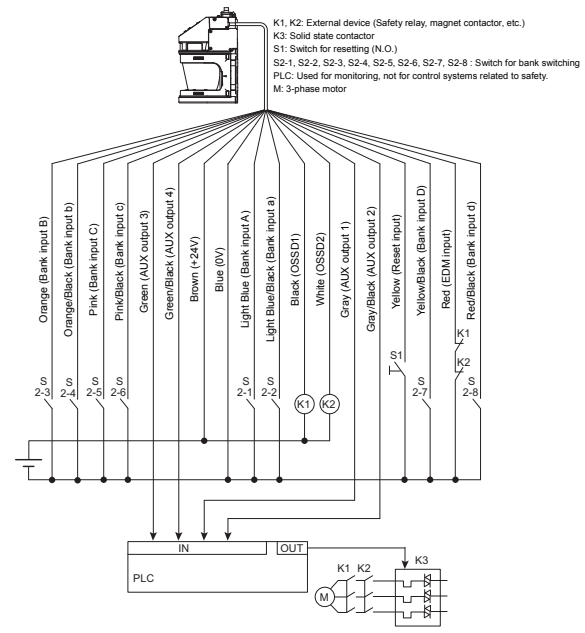 K1, K2: External device (Safety relay, magnet contactor, etc.)
K3: Solid state contactor
S1: Switch for resetting (N.O.)
S2-1, S2-2, S2-3, S2-4, S2-5, S2-6, S2-7, S2-8 : Switch for bank switching
PLC: Used for monitoring, not for control systems related to safety.
M: 3-phase motor
Orange (Bank input B)
Orange/Black (Bank input b)
Pink (Bank input C)
Pink/Black (Bank input c)
Green (AUX output 3)
Green/Black (AUX output 4)
Brown (+24V)
Blue (0V)
Light Blue (Bank input A)
Light Blue/Black (Bank input a)
Black (OSSD1)
White (OSSD2)
Gray (AUX output 1)
Gray/Black (AUX output 2)
Yellow (Reset input)
Yellow/Black (Bank input D)
Red (EDM input)
Red/Black (Bank input d)
K1
S1
K2
S
2-3
S
2-4
S
2-5
S
2-6
S
2-1
S
2-2
K1
K2
S
2-7
S
2-8
IN
OUT
PLC
K1
K2
K3
M